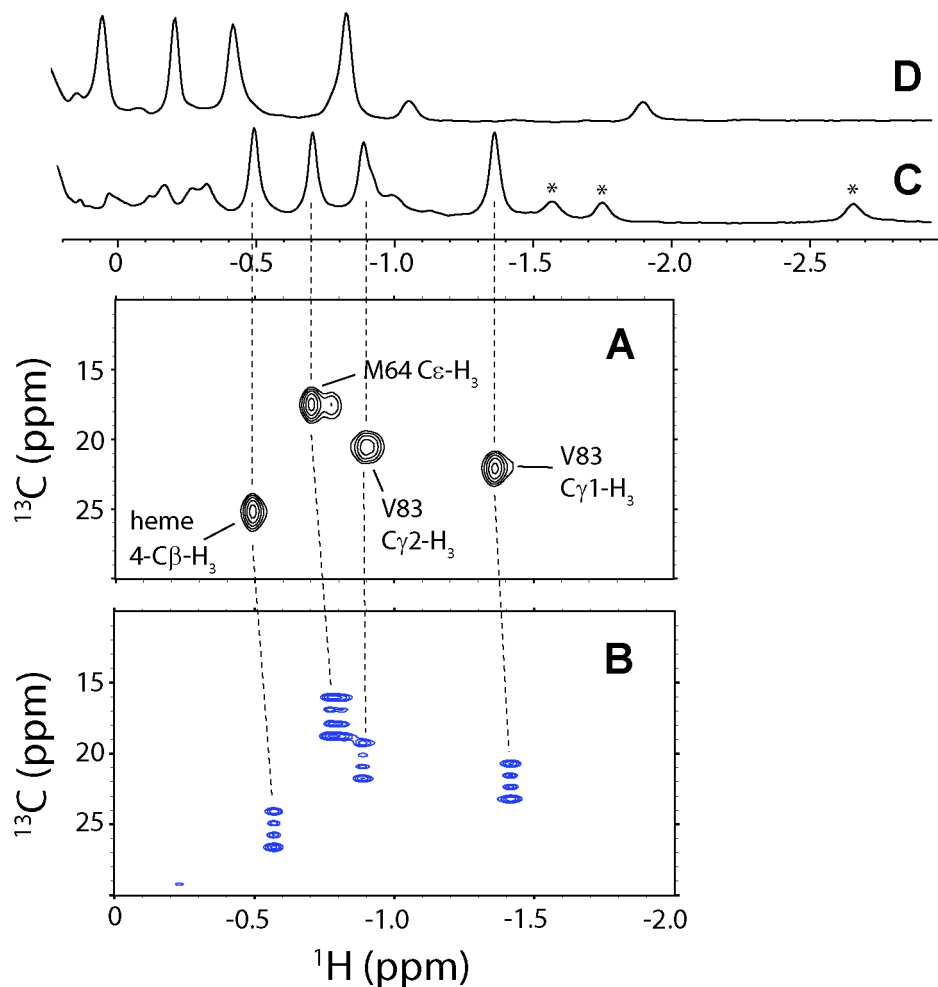 D
C
* * *
0 -0.5 -1.0 -1.5 -2.0 -2.5
A
15
20
25
¹³C (ppm)
M64 Cε-H₃
V83
Cγ1-H₃
V83
Cγ2-H₃
heme
4-Cβ-H₃
B
15
20
25
¹³C (ppm)
0 -0.5 -1.0 -1.5 -2.0
¹H (ppm)